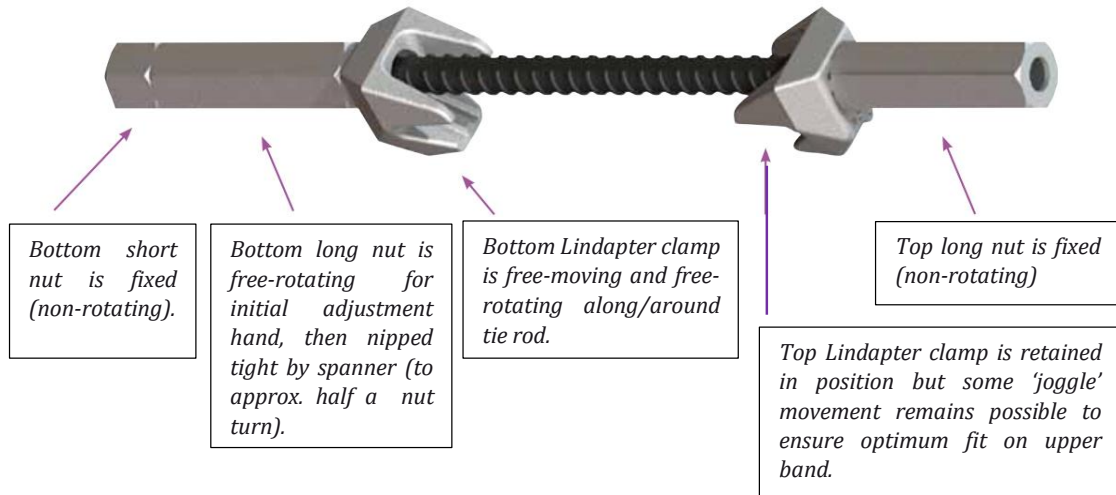 Bottom short
nut is fixed
(non-rotating).
Bottom long nut is
free-rotating for
initial adjustment
hand, then nipped
tight by spanner (to
approx. half a nut
turn).
Bottom Lindapter clamp
is free-moving and free-
rotating along/around
tie rod.
Top long nut is fixed
(non-rotating)
Top Lindapter clamp is retained
in position but some ‘joggle’
movement remains possible to
ensure optimum fit on upper
band.